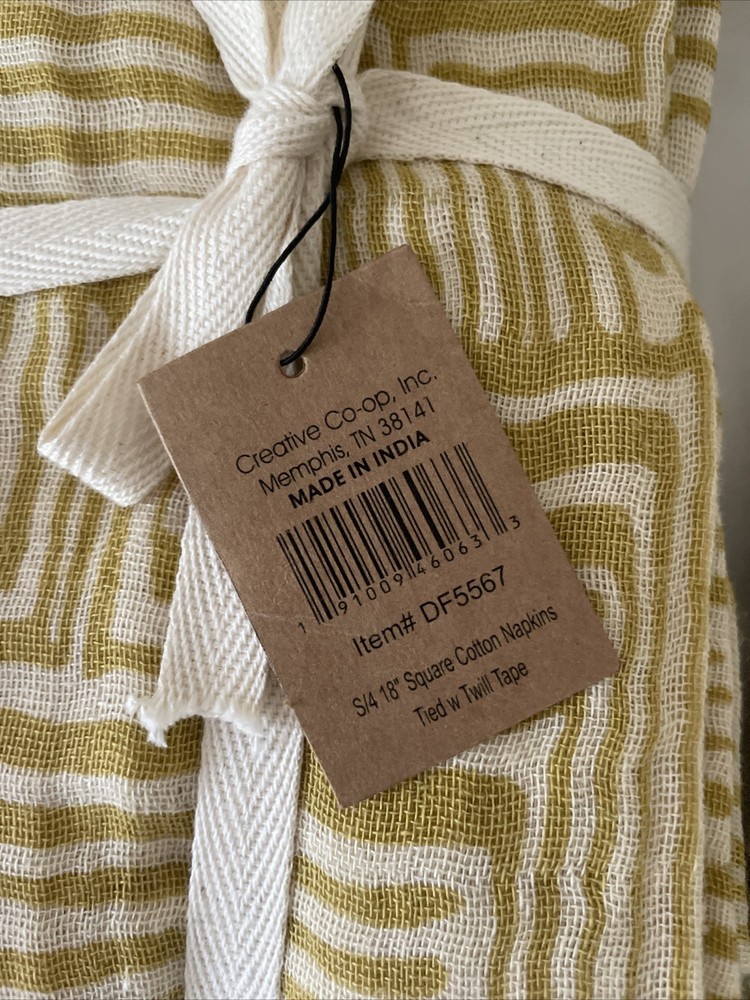 Creative Co-op, Inc.
Memphis, TN 38141
MADE IN INDIA
1 91009 46063 3
Item# DF5567
S/4 18" Square Cotton Napkins
Tied w Twill Tape